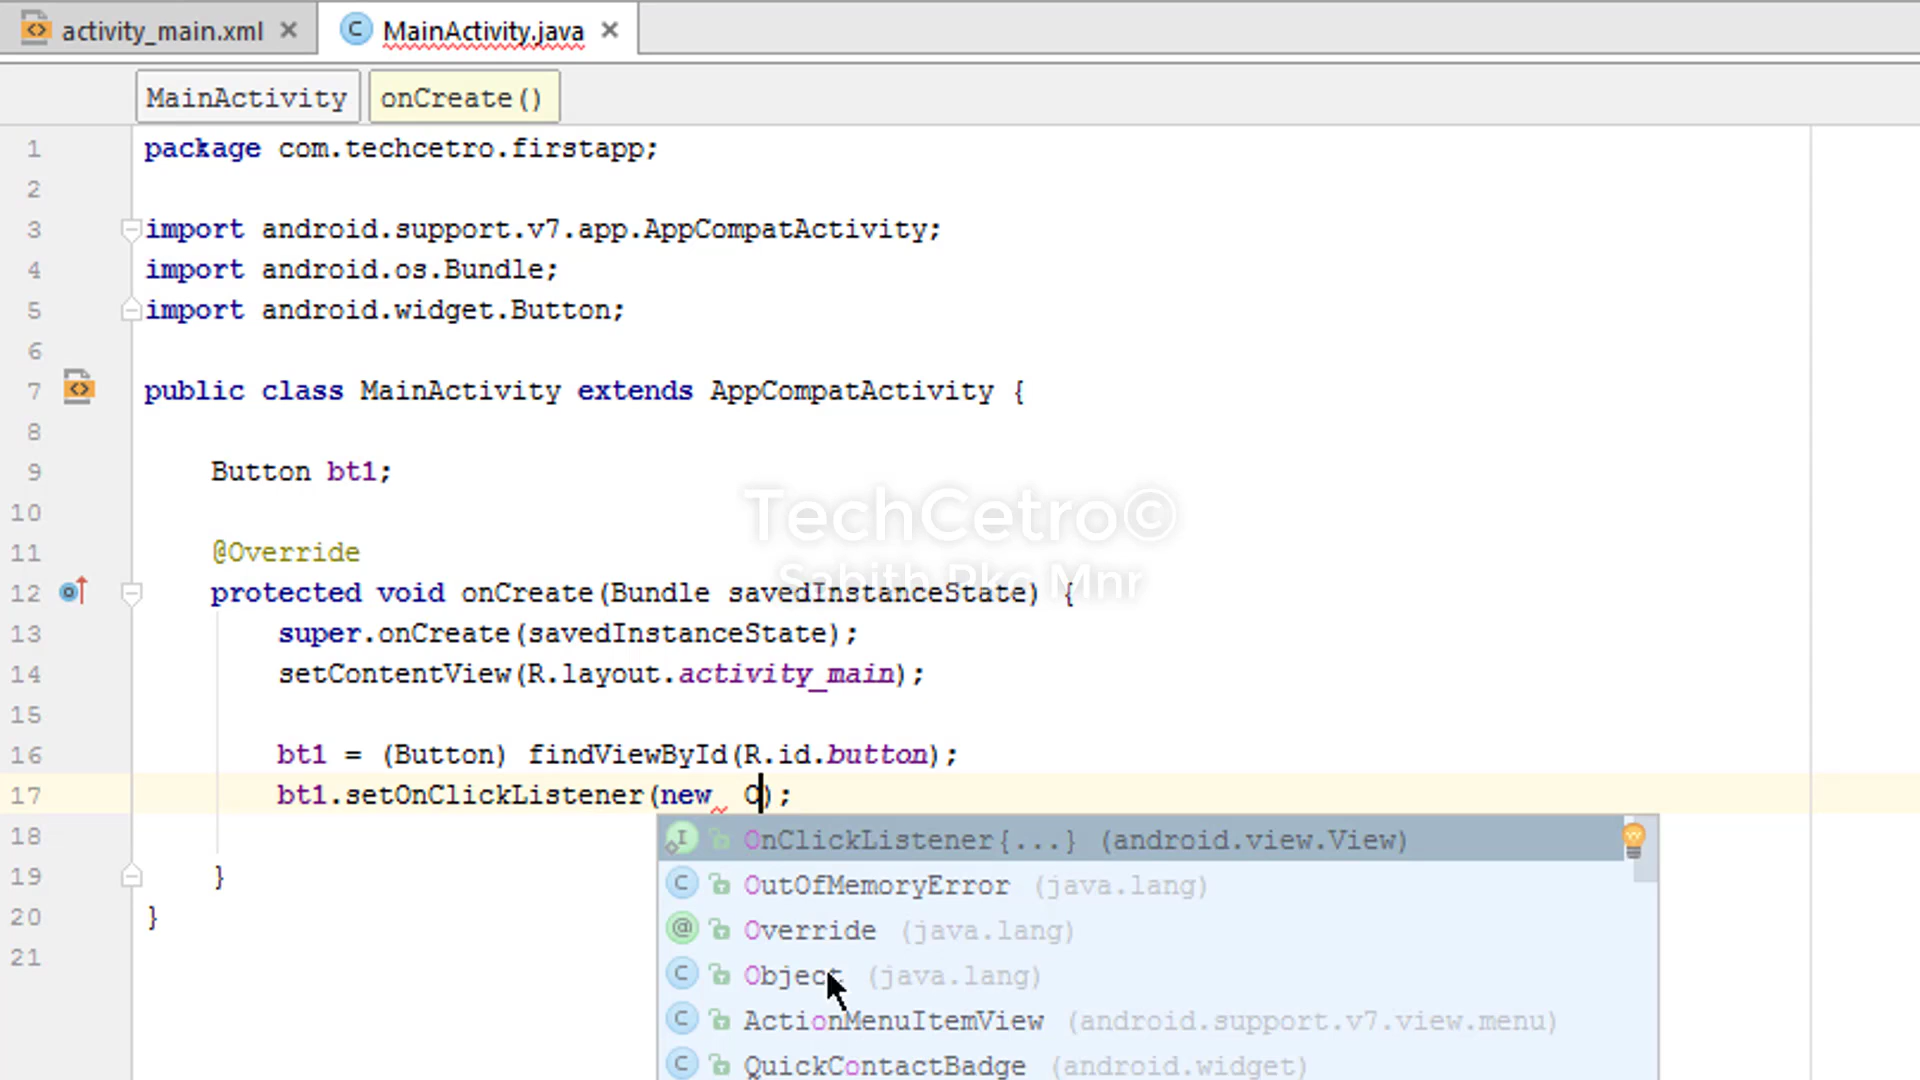 activity_main.xml
MainActivity.java
MainActivity
onCreate()
1 package com.techcetro.firstapp;
2
3 import android.support.v7.app.AppCompatActivity;
4 import android.os.Bundle;
5 import android.widget.Button;
6
7 public class MainActivity extends AppCompatActivity {
8
9 Button bt1;
10
TechCetro©
11 @Override
Sabith Pkc Mnr
12 protected void onCreate(Bundle savedInstanceState) {
13 super.onCreate(savedInstanceState);
14 setContentView(R.layout.activity_main);
15
16 bt1 = (Button) findViewById(R.id.button);
17 bt1.setOnClickListener(new  O);
18
OnClickListener{...} (android.view.View)
19 }
OutOfMemoryError (java.lang)
20 }
Override (java.lang)
21
Object (java.lang)
ActionMenuItemView (android.support.v7.view.menu)
QuickContactBadge (android.widget)